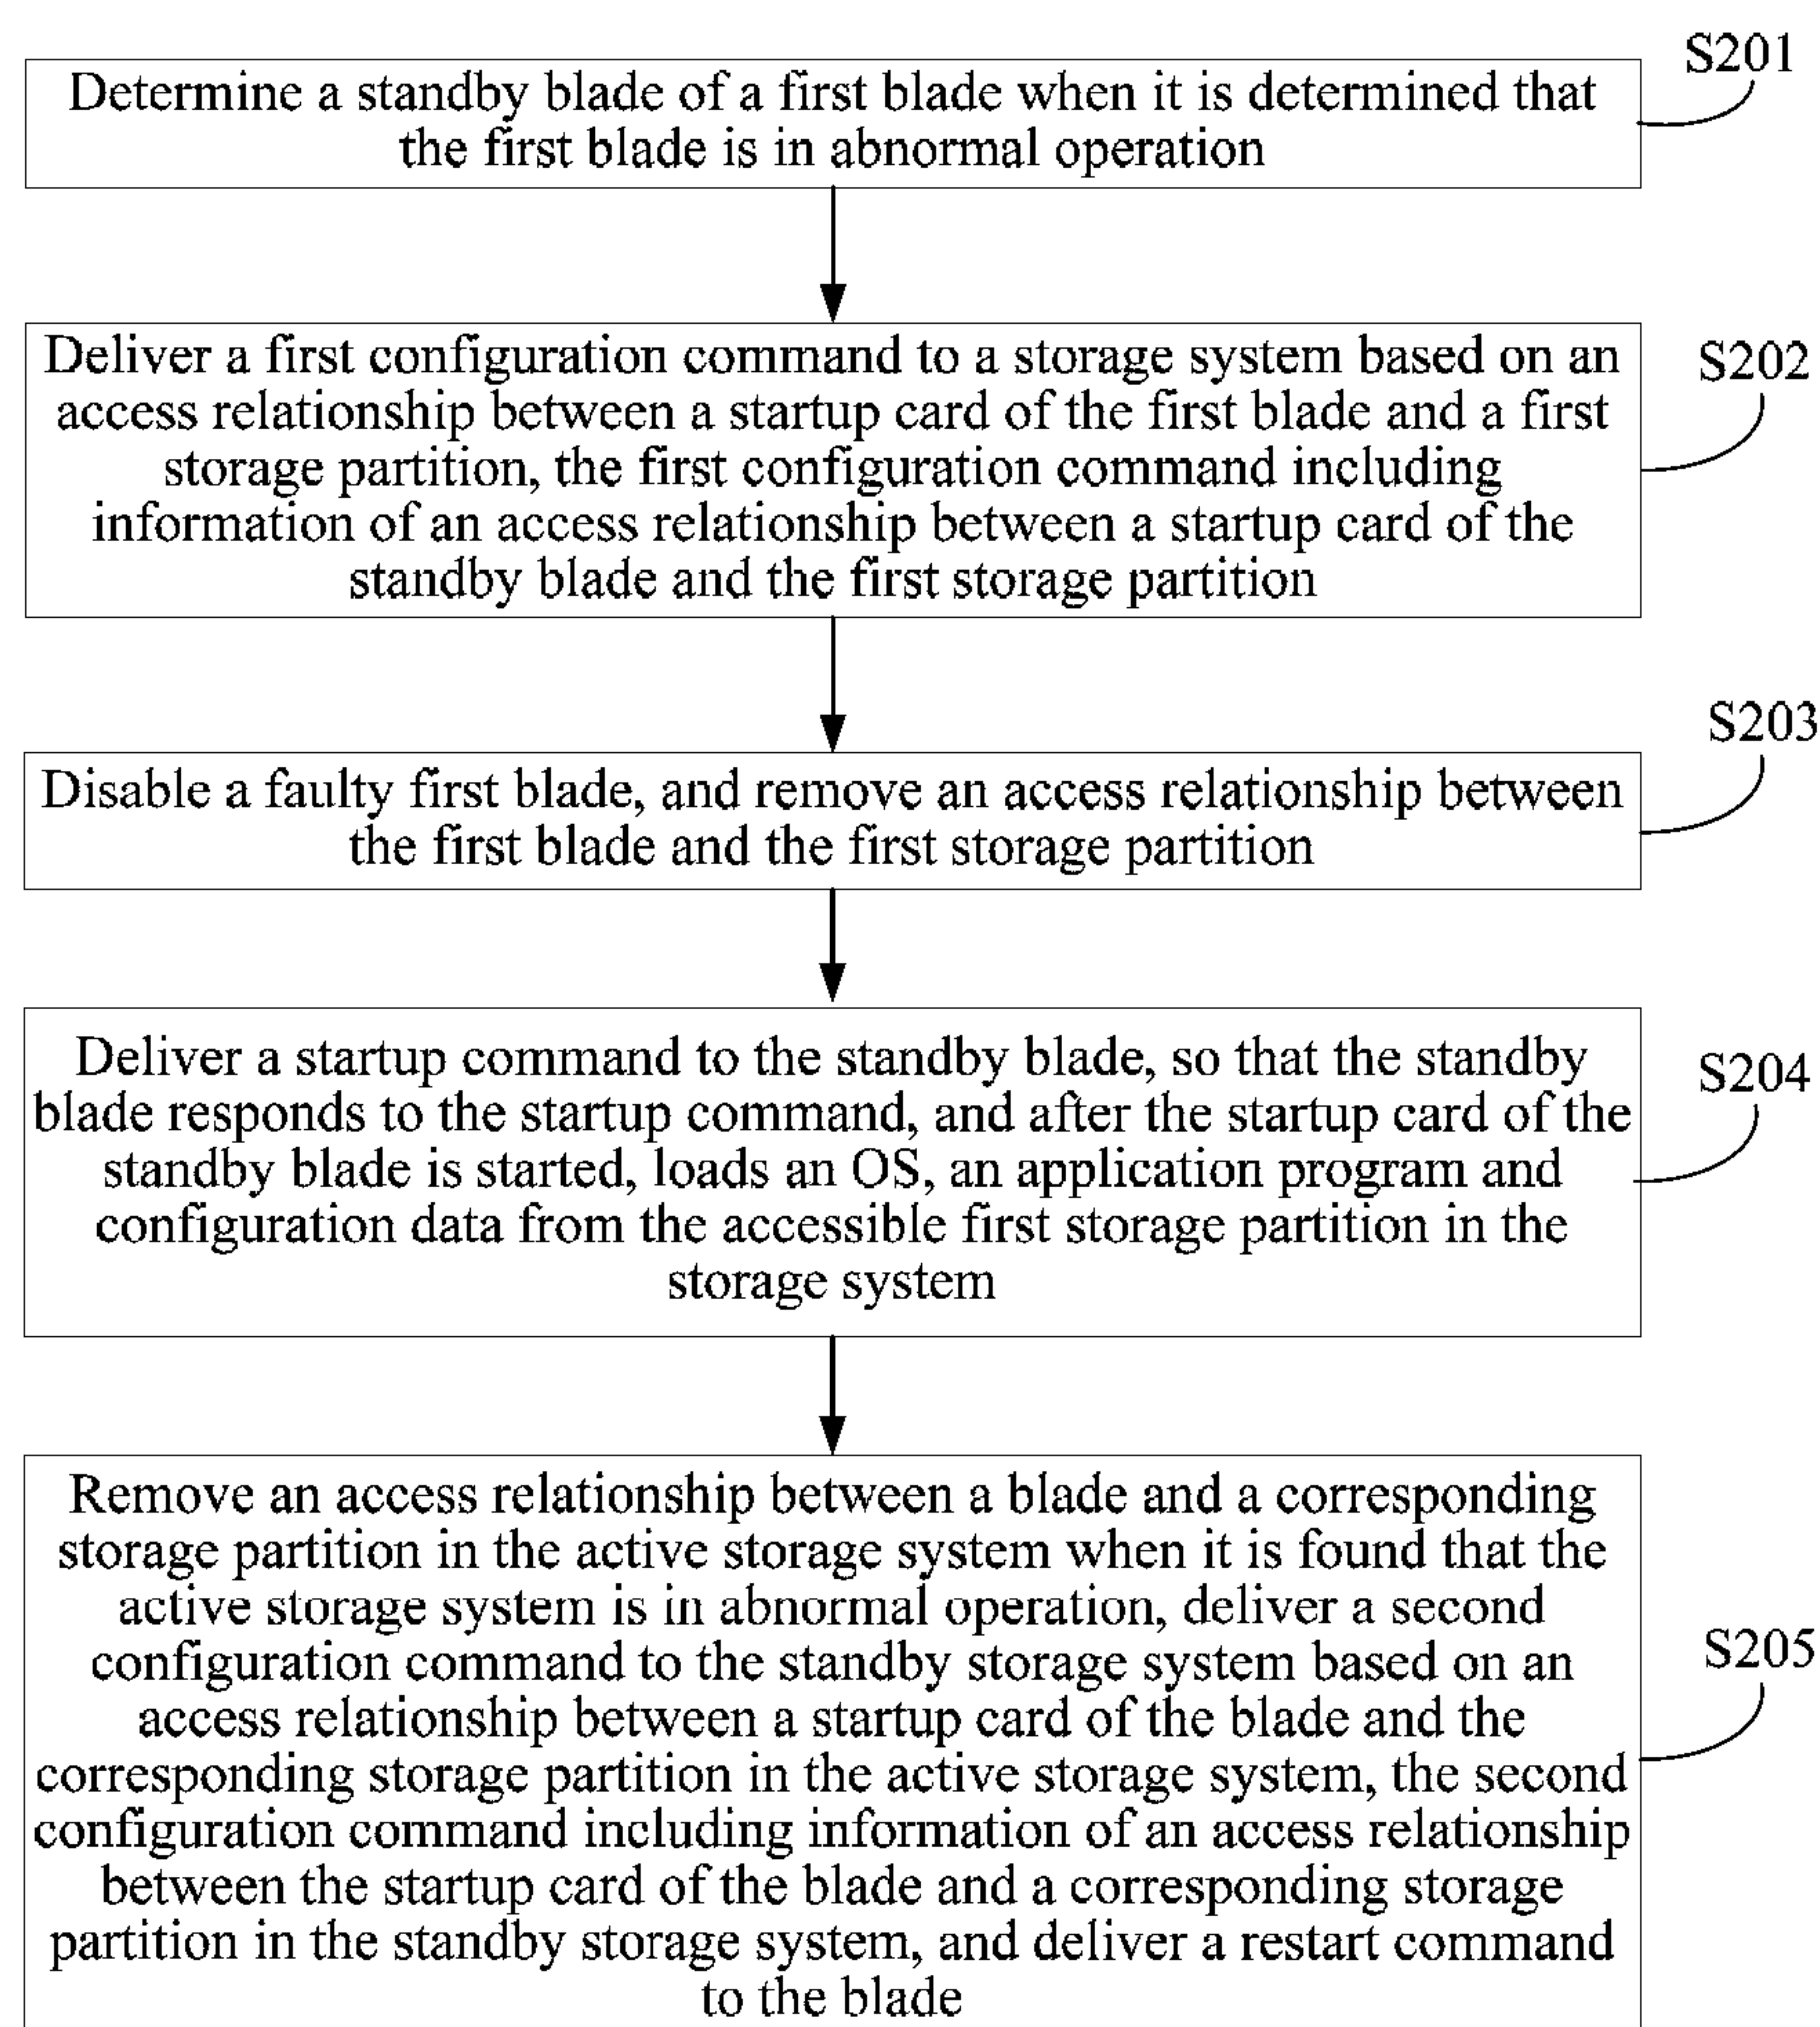 S201
Determine a standby blade of a first blade when it is determined that
the first blade is in abnormal operation
S202
Deliver a first configuration command to a storage system based on an
access relationship between a startup card of the first blade and a first
storage partition, the first configuration command including
information of an access relationship between a startup card of the
standby blade and the first storage partition
S203
Disable a faulty first blade, and remove an access relationship between
the first blade and the first storage partition
S204
Deliver a startup command to the standby blade, so that the standby
blade responds to the startup command, and after the startup card of the
standby blade is started, loads an OS, an application program and
configuration data from the accessible first storage partition in the
storage system
S205
Remove an access relationship between a blade and a corresponding
storage partition in the active storage system when it is found that the
active storage system is in abnormal operation, deliver a second
configuration command to the standby storage system based on an
access relationship between a startup card of the blade and the
corresponding storage partition in the active storage system, the second
configuration command including information of an access relationship
between the startup card of the blade and a corresponding storage
partition in the standby storage system, and deliver a restart command
to the blade